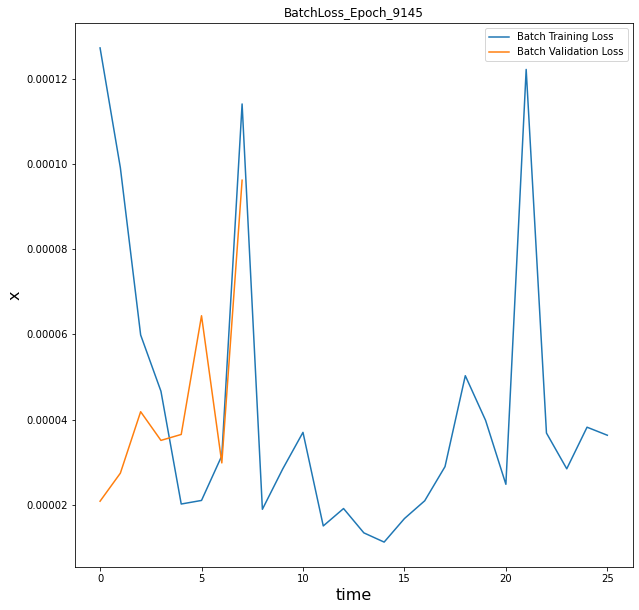 BatchLoss_Epoch_9145
Batch Training Loss
Batch Validation Loss
0.00012
0.00010
0.00008
0.00006
0.00004
0.00002
x
0 5 10 15 20 25
time